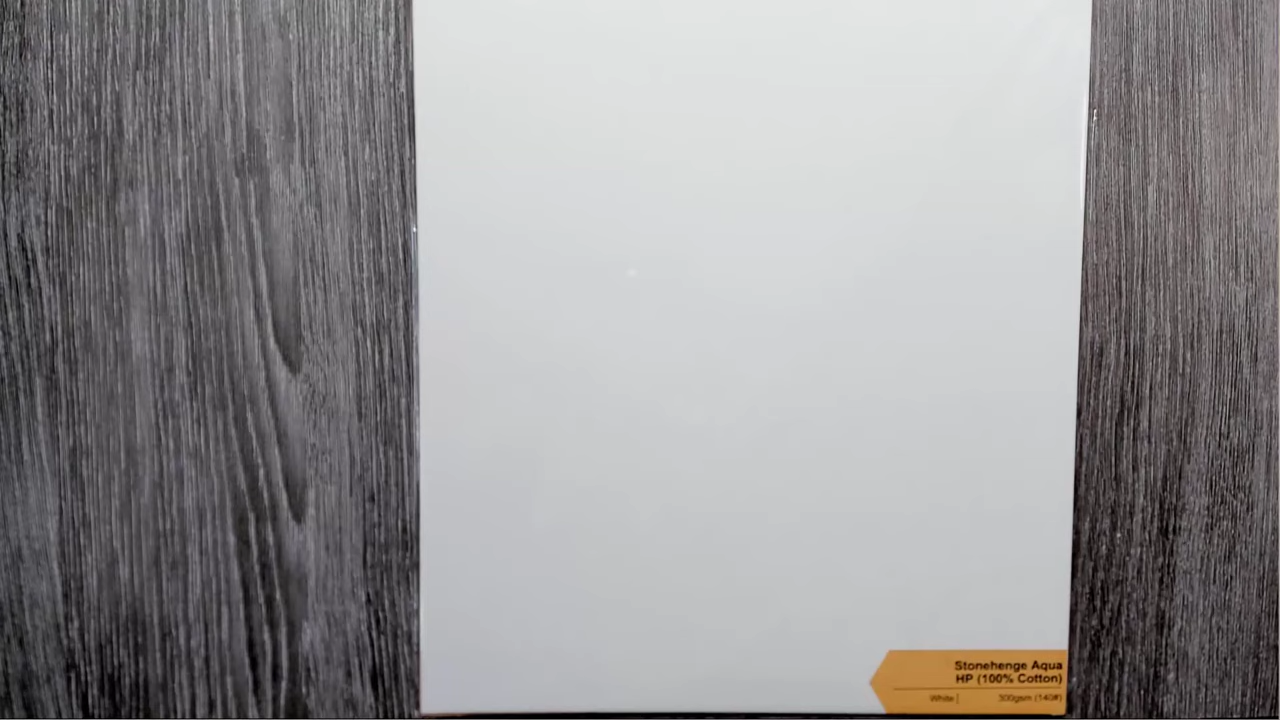 Stonehenge Aqua
HP (100% Cotton)
White | 300gsm (140#)